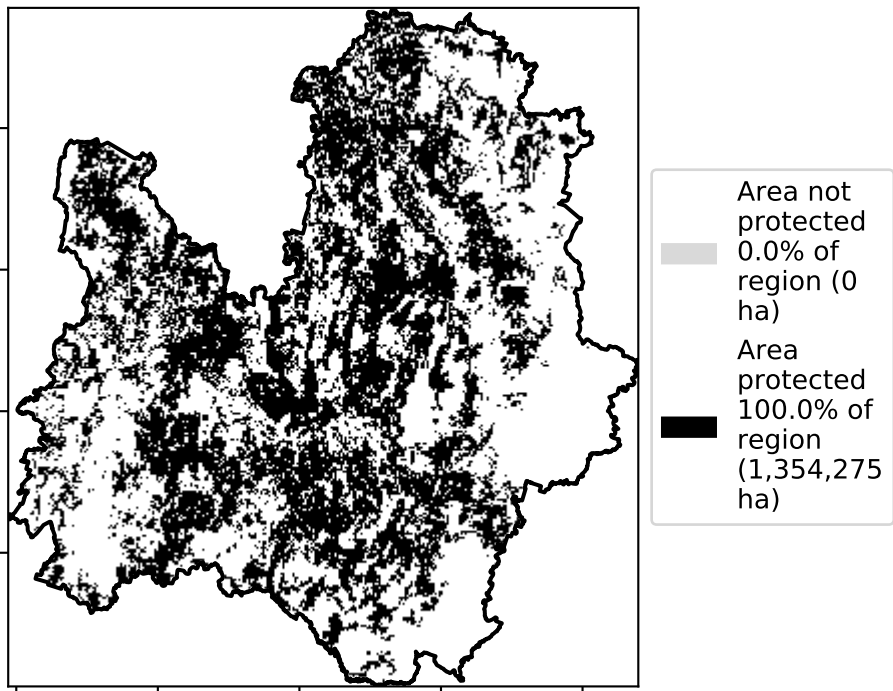 Area not
protected
0.0% of
region (0
ha)
Area
protected
100.0% of
region
(1,354,275
ha)